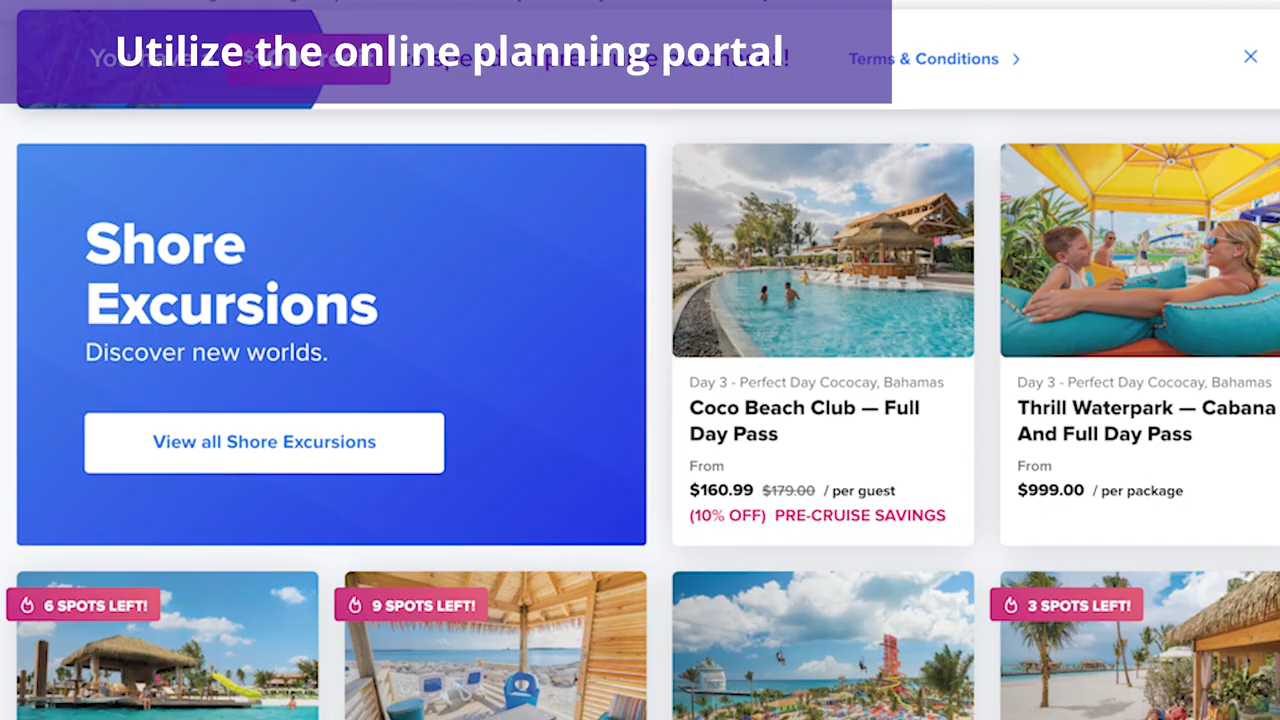 Utilize the online planning portal
Terms & Conditions
Shore
Excursions
Discover new worlds.
View all Shore Excursions
Day 3 - Perfect Day Cococay, Bahamas
Coco Beach Club — Full
Day Pass
From
$160.99 $179.00 / per guest
(10% OFF) PRE-CRUISE SAVINGS
Day 3 - Perfect Day Cococay, Bahamas
Thrill Waterpark — Cabana
And Full Day Pass
From
$999.00 / per package
6 SPOTS LEFT!
9 SPOTS LEFT!
3 SPOTS LEFT!